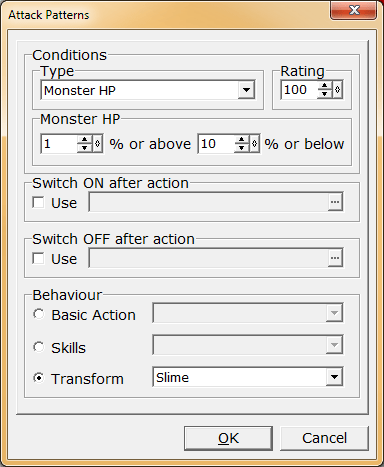 Attack Patterns
Conditions
Type
Monster HP
Rating
100
Monster HP
1 % or above 10 % or below
Switch ON after action
Use ...
Switch OFF after action
Use ...
Behaviour
Basic Action
Skills
Transform Slime
OK Cancel